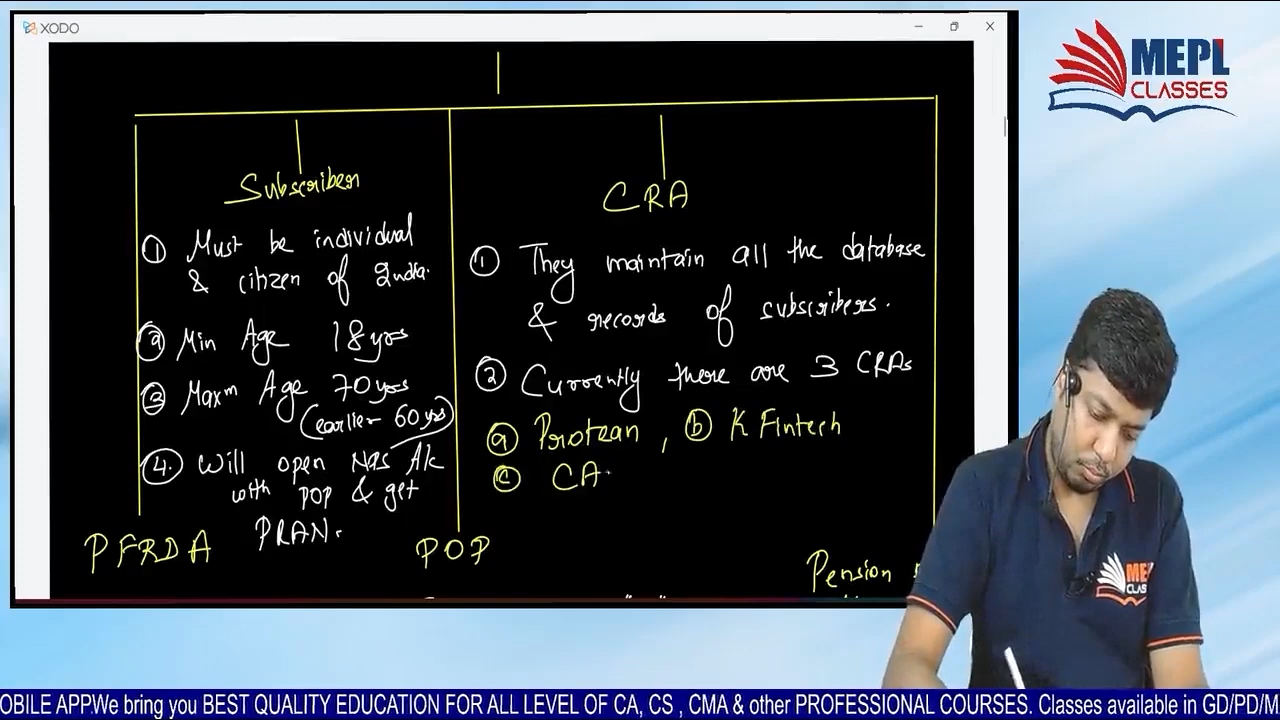 XODO
MEPL
CLASSES
Subscriber
① Must be individual
& citizen of India.
② Min Age 18 yrs
③ Maxm Age 70 yrs
(earlier 60 yrs)
④. Will open NPS A/c
with POP & get
PRAN.
CRA
① They maintain all the database
& records of subscribers.
② Currently there are 3 CRAs
ⓐ Protean, ⓑ K Fintech
ⓒ CA
PFRDA
POP
Pension
OBILE APP.We bring you BEST QUALITY EDUCATION FOR ALL LEVEL OF CA, CS , CMA & other PROFESSIONAL COURSES. Classes available in GD/PD/M